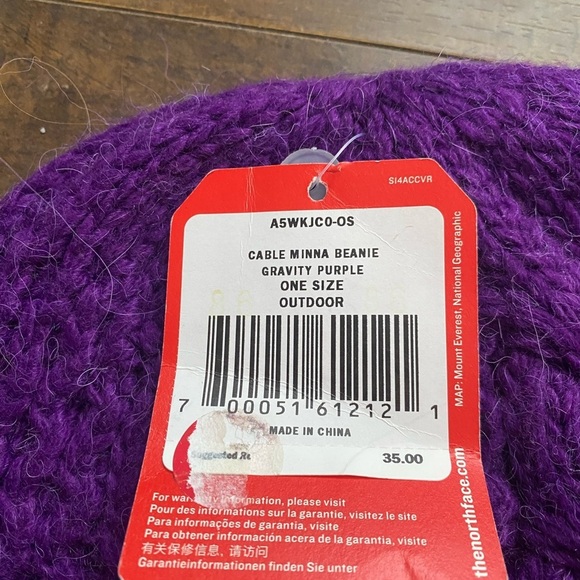 SI4ACCVR
A5WKJC0-OS
CABLE MINNA BEANIE
GRAVITY PURPLE
ONE SIZE
OUTDOOR
7 00051 61212 1
MADE IN CHINA
Suggested Re
35.00
For warranty information, please visit
Pour des informations sur la garantie, visitez le site
Para informações de garantia, visite
Para obtener información acera de la garantía, visite
有关保修信息, 请访问
Garantieinformationen finden Sie unter
MAP: Mount Everest, National Geographic
thenorthface.com